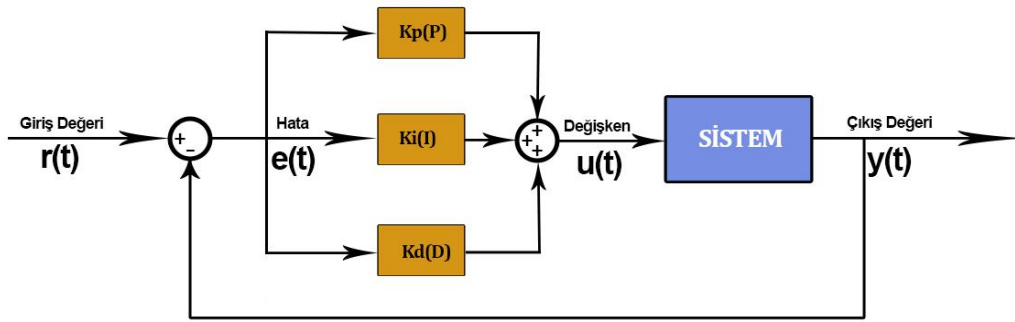 Kp(P)
Giriş Değeri
r(t)
+
-
Hata
e(t)
Ki(I)
+
+
+
Değişken
u(t)
SİSTEM
Çıkış Değeri
y(t)
Kd(D)